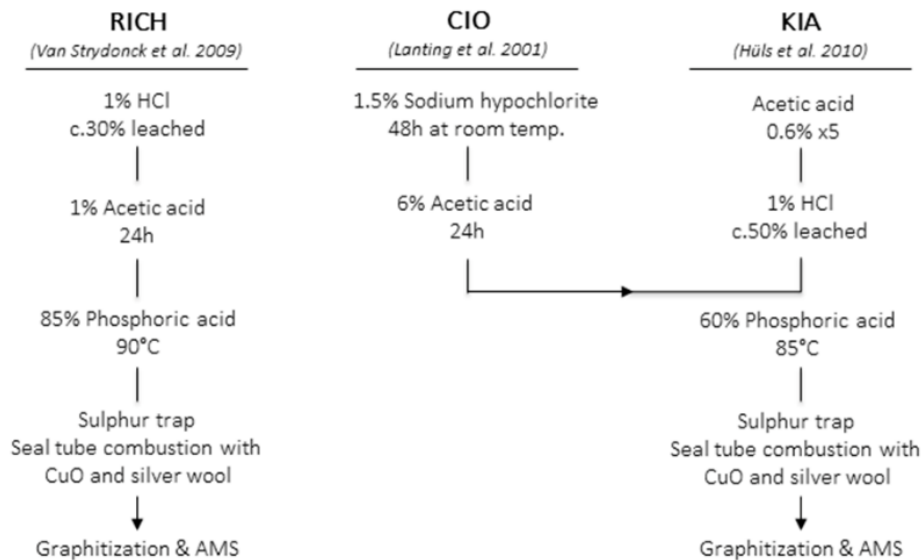 RICH
(Van Strydonck et al. 2009)
1% HCl
c.30% leached
1% Acetic acid
24h
85% Phosphoric acid
90°C
Sulphur trap
Seal tube combustion with
CuO and silver wool
Graphitization & AMS
CIO
(Lanting et al. 2001)
1.5% Sodium hypochlorite
48h at room temp.
6% Acetic acid
24h
KIA
(Hüls et al. 2010)
Acetic acid
0.6% x5
1% HCl
c.50% leached
60% Phosphoric acid
85°C
Sulphur trap
Seal tube combustion with
CuO and silver wool
Graphitization & AMS